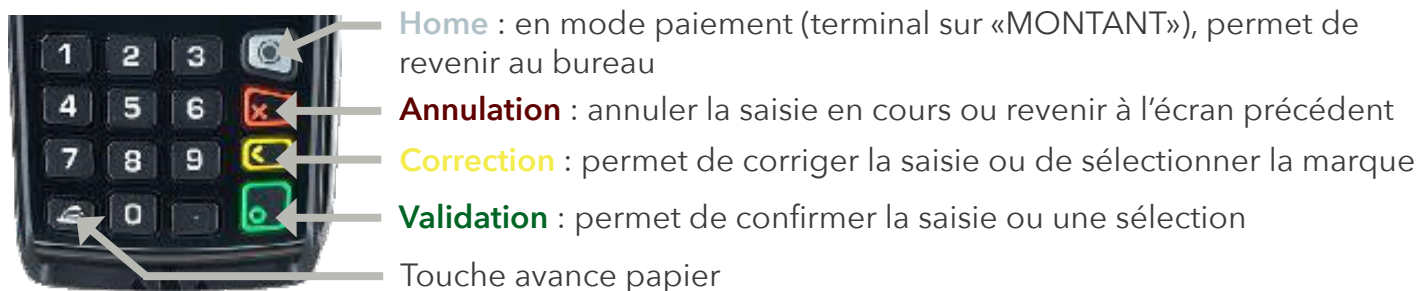 Home : en mode paiement (terminal sur «MONTANT»), permet de
revenir au bureau
Annulation : annuler la saisie en cours ou revenir à l’écran précédent
Correction : permet de corriger la saisie ou de sélectionner la marque
Validation : permet de confirmer la saisie ou une sélection
Touche avance papier
1 2 3
4 5 6 x
7 8 9 <
0 .